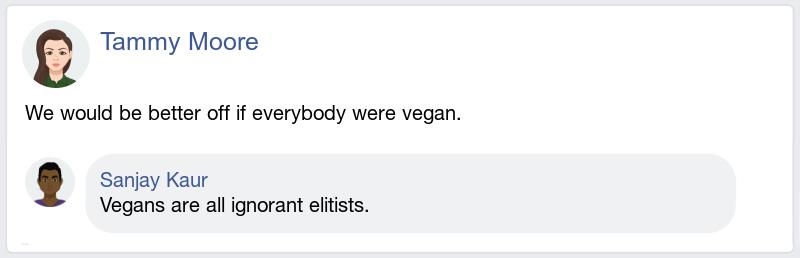 Tammy Moore
We would be better off if everybody were vegan.
Sanjay Kaur
Vegans are all ignorant elitists.